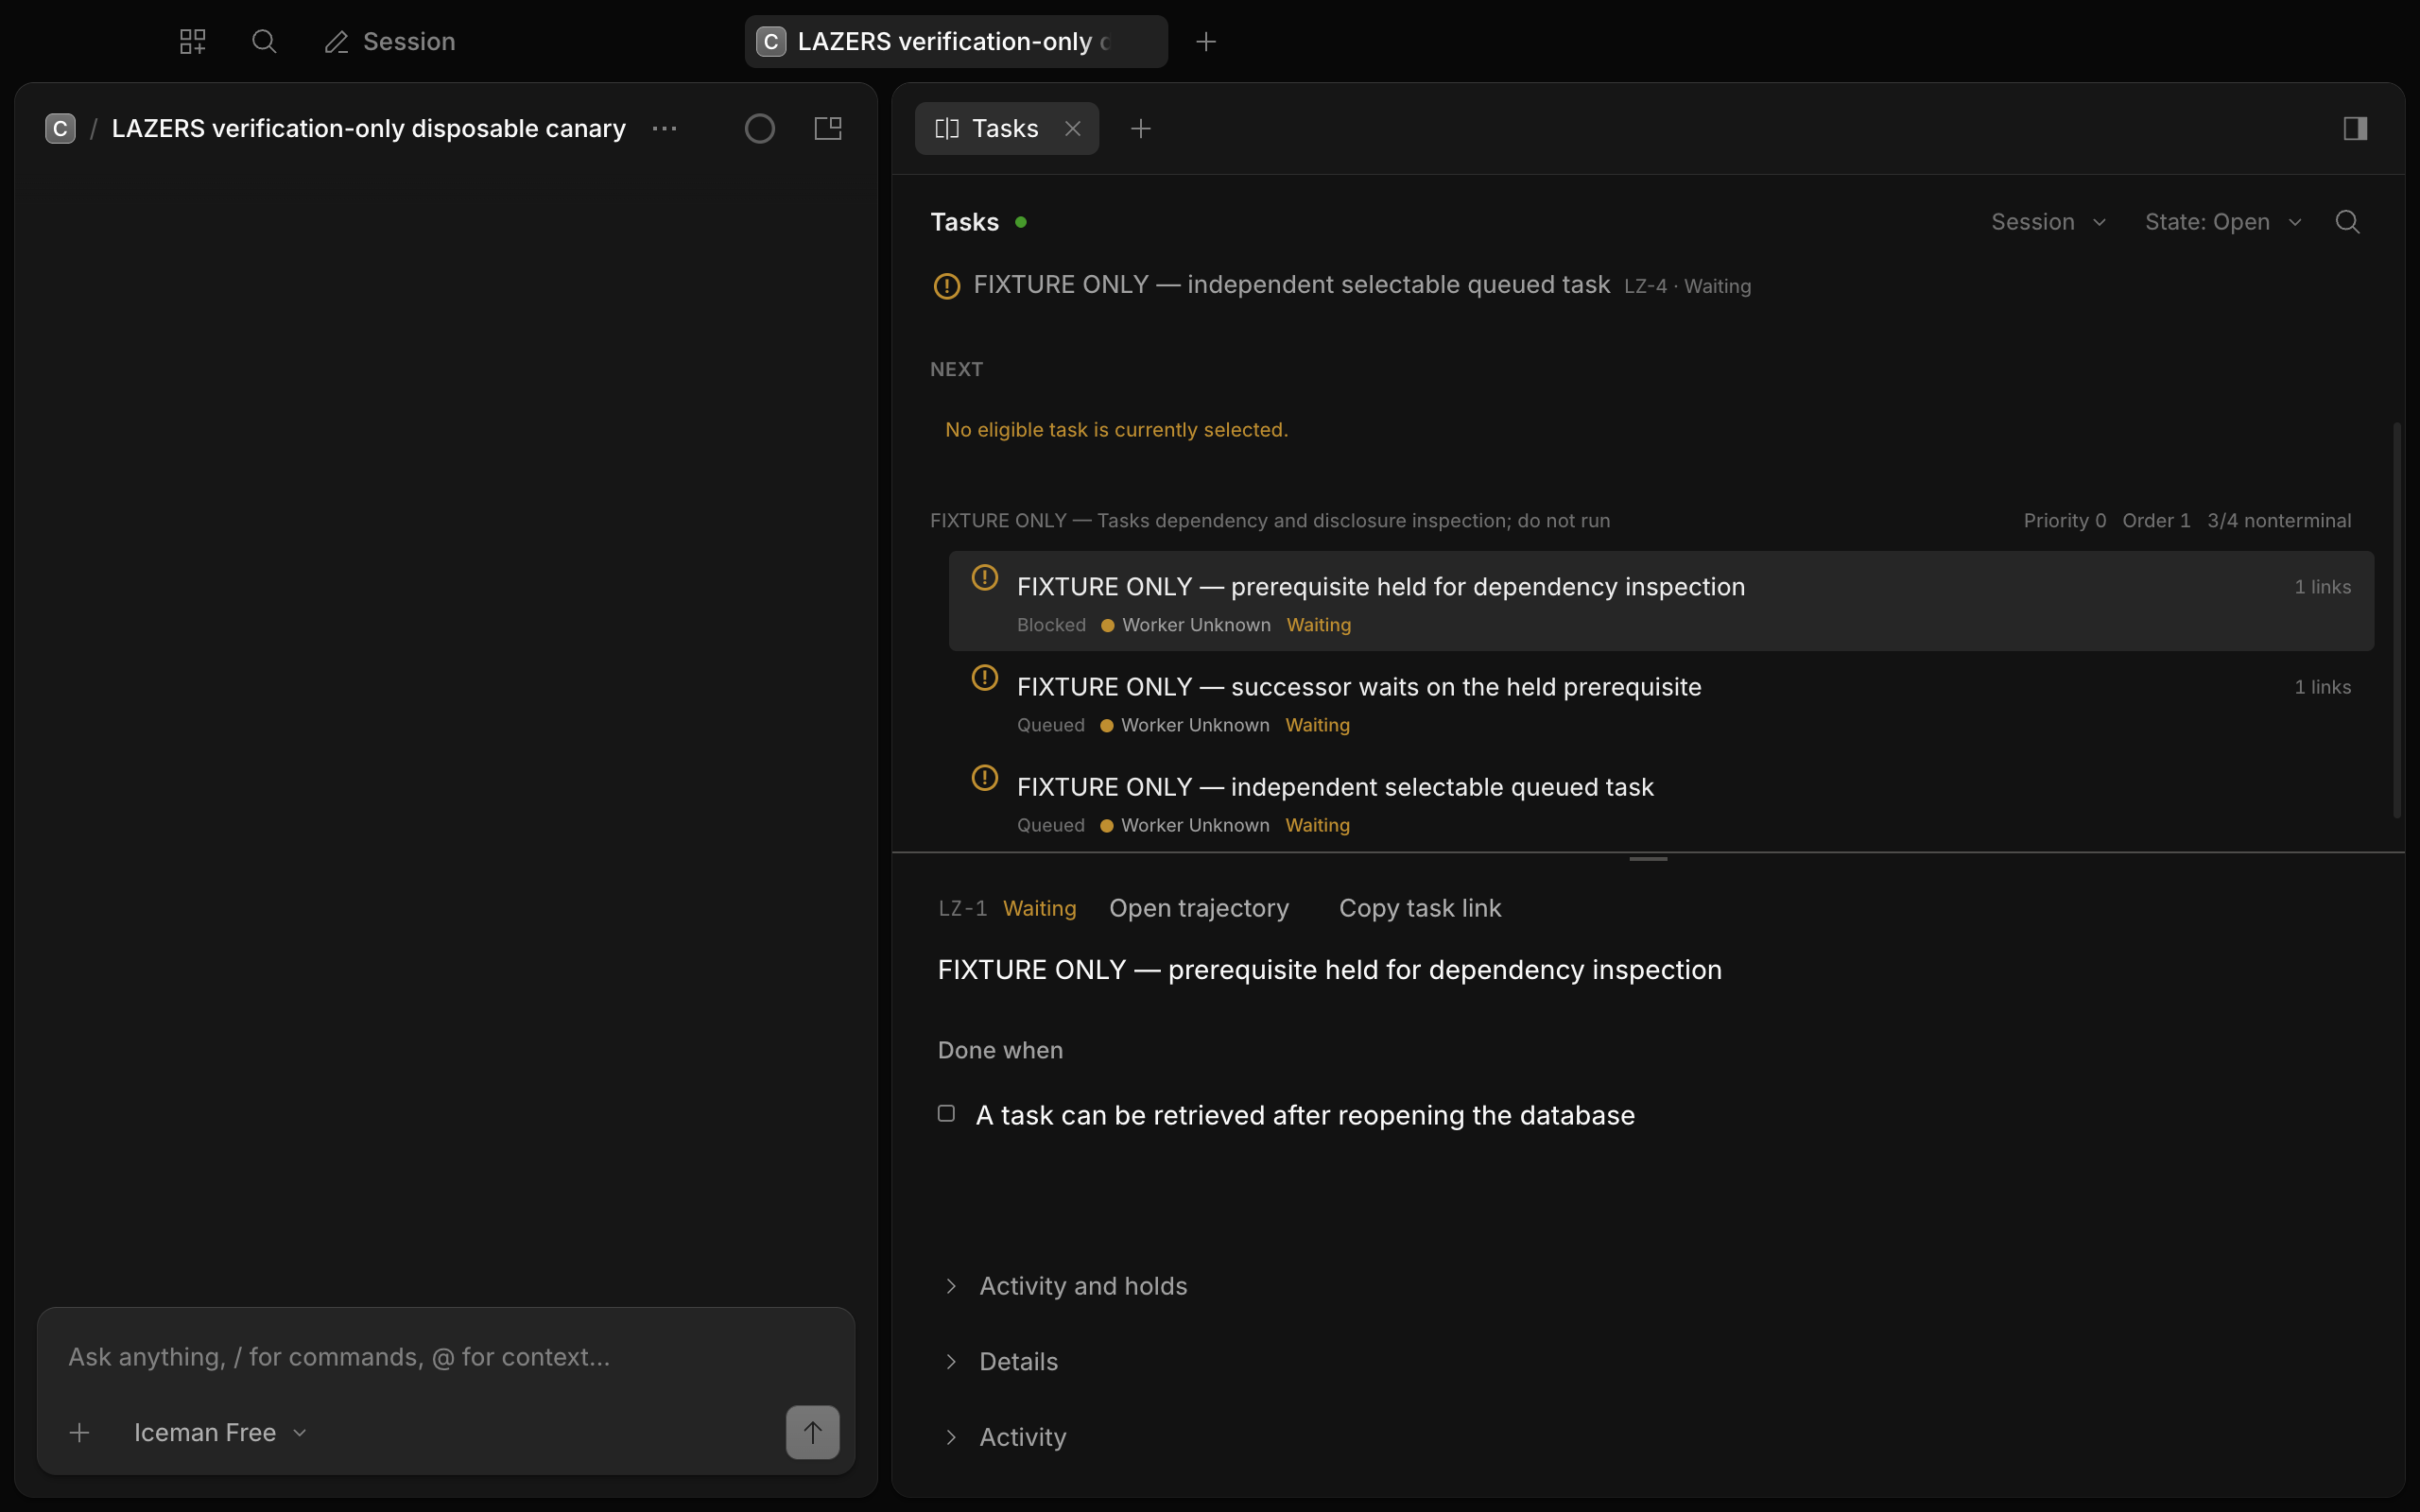 Session
C LAZERS verification-only
C / LAZERS verification-only disposable canary ...
Tasks
Tasks
Session
State: Open
FIXTURE ONLY — independent selectable queued task LZ-4 · Waiting
NEXT
No eligible task is currently selected.
FIXTURE ONLY — Tasks dependency and disclosure inspection; do not run Priority 0 Order 1 3/4 nonterminal
FIXTURE ONLY — prerequisite held for dependency inspection 1 links
Blocked Worker Unknown Waiting
FIXTURE ONLY — successor waits on the held prerequisite 1 links
Queued Worker Unknown Waiting
FIXTURE ONLY — independent selectable queued task
Queued Worker Unknown Waiting
LZ-1 Waiting Open trajectory Copy task link
FIXTURE ONLY — prerequisite held for dependency inspection
Done when
A task can be retrieved after reopening the database
Activity and holds
Details
Activity
Ask anything, / for commands, @ for context...
Iceman Free